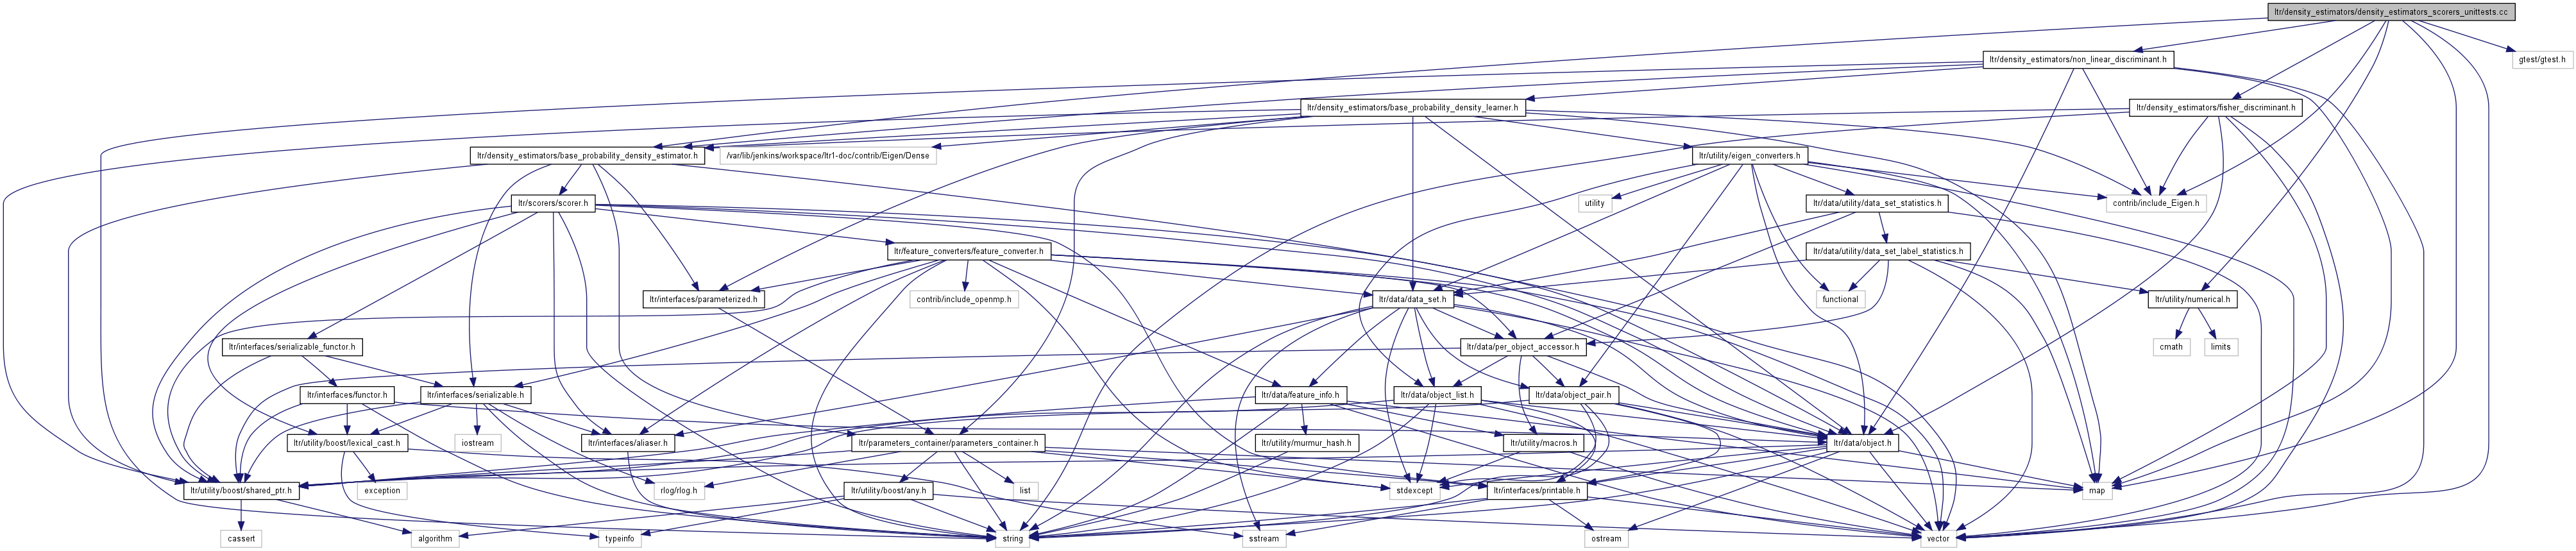 ltr/density_estimators/density_estimators_scorers_unittests.cc
ltr/density_estimators/non_linear_discriminant.h
gtest/gtest.h
ltr/density_estimators/base_probability_density_learner.h
ltr/density_estimators/fisher_discriminant.h
ltr/density_estimators/base_probability_density_estimator.h
/var/lib/jenkins/workspace/ltr1-doc/contrib/Eigen/Dense
ltr/utility/eigen_converters.h
ltr/scorers/scorer.h
utility
ltr/data/utility/data_set_statistics.h
contrib/include_Eigen.h
ltr/feature_converters/feature_converter.h
ltr/data/utility/data_set_label_statistics.h
ltr/interfaces/parameterized.h
contrib/include_openmp.h
ltr/data/data_set.h
functional
ltr/utility/numerical.h
ltr/interfaces/serializable_functor.h
ltr/data/per_object_accessor.h
cmath
limits
ltr/interfaces/functor.h
ltr/interfaces/serializable.h
ltr/data/feature_info.h
ltr/data/object_list.h
ltr/data/object_pair.h
ltr/utility/boost/lexical_cast.h
iostream
ltr/interfaces/aliaser.h
ltr/parameters_container/parameters_container.h
ltr/utility/murmur_hash.h
ltr/utility/macros.h
ltr/data/object.h
ltr/utility/boost/shared_ptr.h
exception
rlog/rlog.h
ltr/utility/boost/any.h
list
stdexcept
ltr/interfaces/printable.h
map
cassert
algorithm
typeinfo
string
sstream
ostream
vector